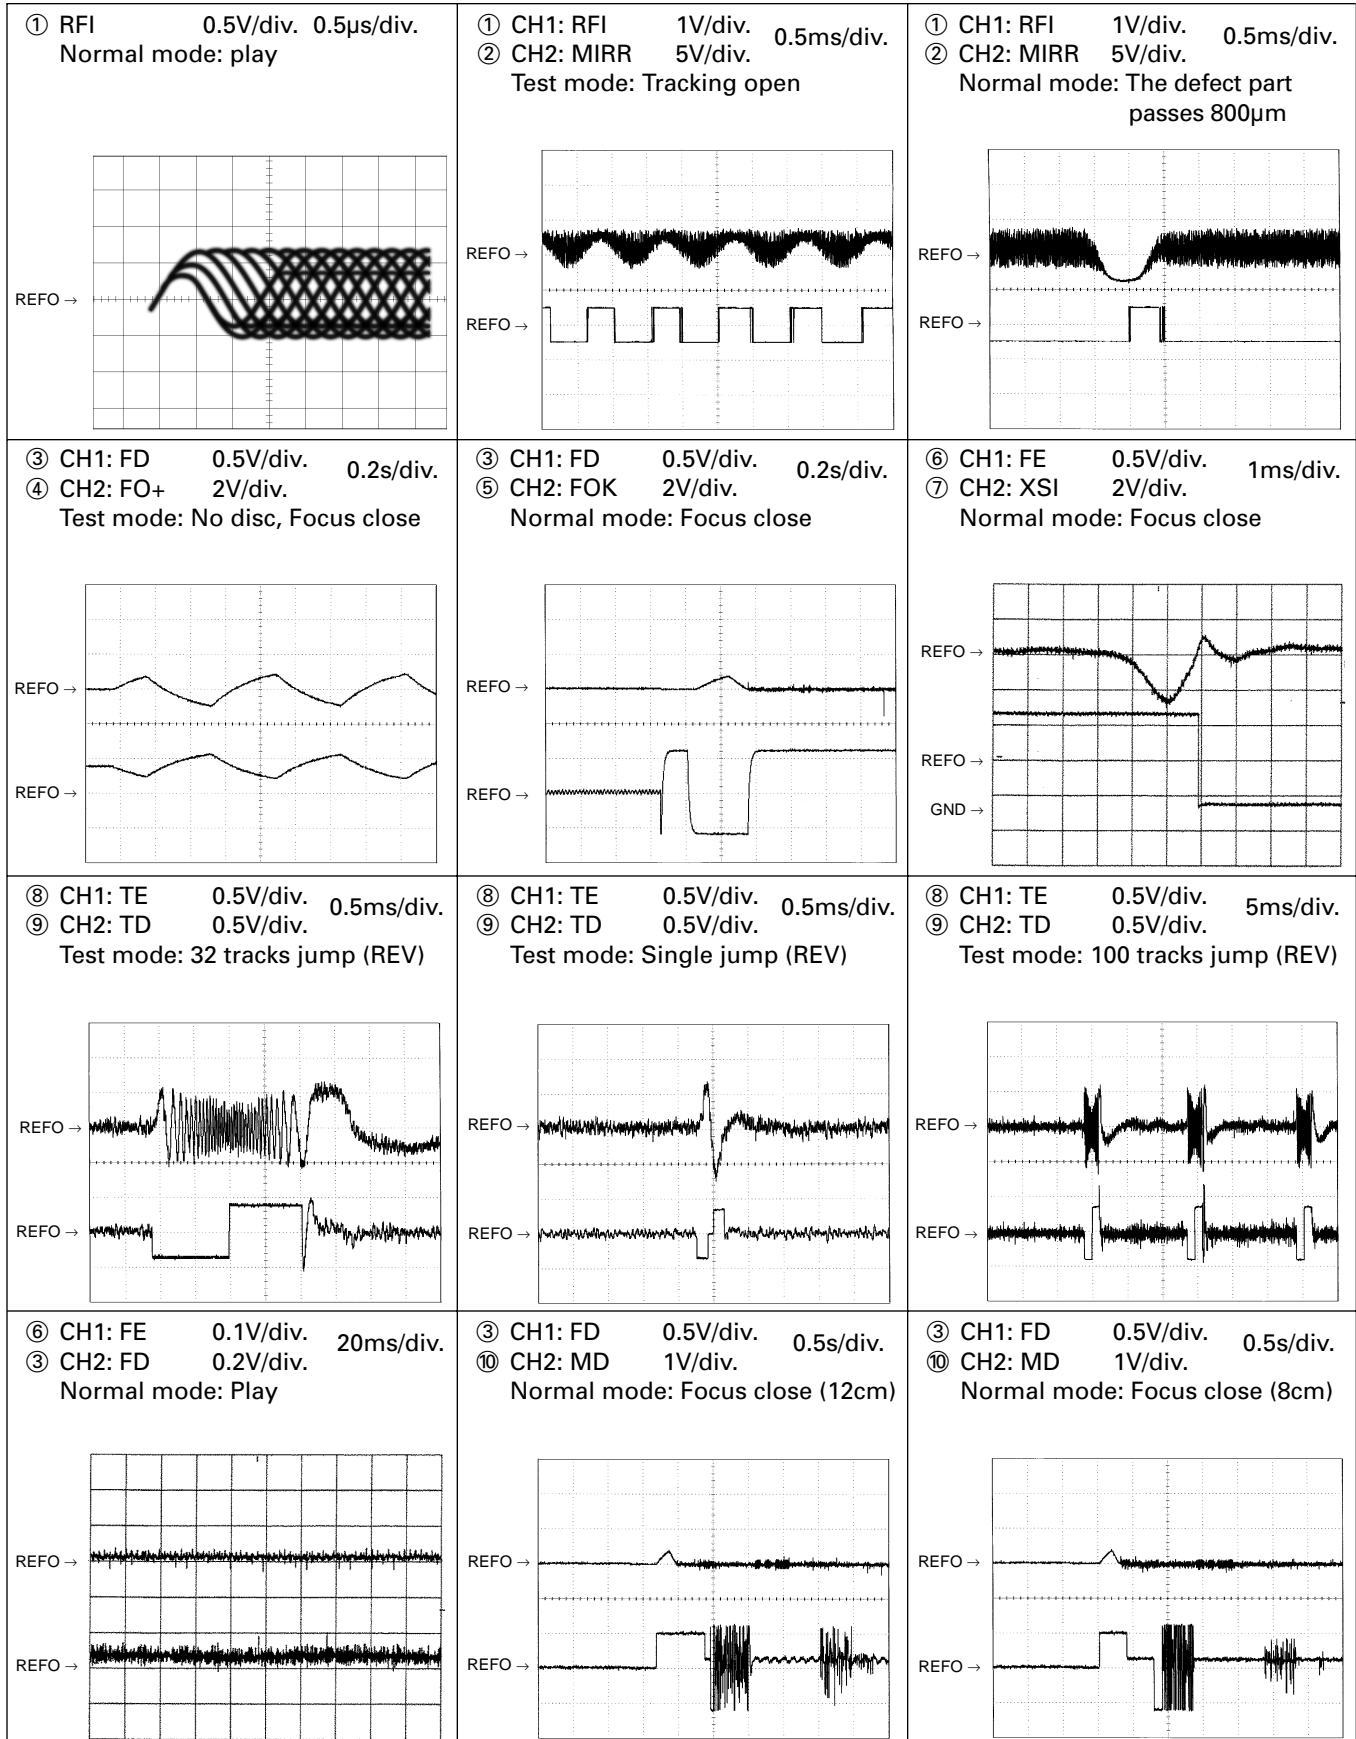 ① RFI 0.5V/div. 0.5µs/div.
Normal mode: play
REFO →
① CH1: RFI 1V/div. 0.5ms/div.
② CH2: MIRR 5V/div.
Test mode: Tracking open
REFO →
REFO →
① CH1: RFI 1V/div. 0.5ms/div.
② CH2: MIRR 5V/div.
Normal mode: The defect part
passes 800µm
REFO →
REFO →
③ CH1: FD 0.5V/div. 0.2s/div.
④ CH2: FO+ 2V/div.
Test mode: No disc, Focus close
REFO →
REFO →
③ CH1: FD 0.5V/div. 0.2s/div.
⑤ CH2: FOK 2V/div.
Normal mode: Focus close
REFO →
REFO →
⑥ CH1: FE 0.5V/div. 1ms/div.
⑦ CH2: XSI 2V/div.
Normal mode: Focus close
REFO →
REFO →
GND →
⑧ CH1: TE 0.5V/div. 0.5ms/div.
⑨ CH2: TD 0.5V/div.
Test mode: 32 tracks jump (REV)
REFO →
REFO →
⑧ CH1: TE 0.5V/div. 0.5ms/div.
⑨ CH2: TD 0.5V/div.
Test mode: Single jump (REV)
REFO →
REFO →
⑧ CH1: TE 0.5V/div. 5ms/div.
⑨ CH2: TD 0.5V/div.
Test mode: 100 tracks jump (REV)
REFO →
REFO →
⑥ CH1: FE 0.1V/div. 20ms/div.
③ CH2: FD 0.2V/div.
Normal mode: Play
REFO →
REFO →
③ CH1: FD 0.5V/div. 0.5s/div.
⑩ CH2: MD 1V/div.
Normal mode: Focus close (12cm)
REFO →
REFO →
③ CH1: FD 0.5V/div. 0.5s/div.
⑩ CH2: MD 1V/div.
Normal mode: Focus close (8cm)
REFO →
REFO →